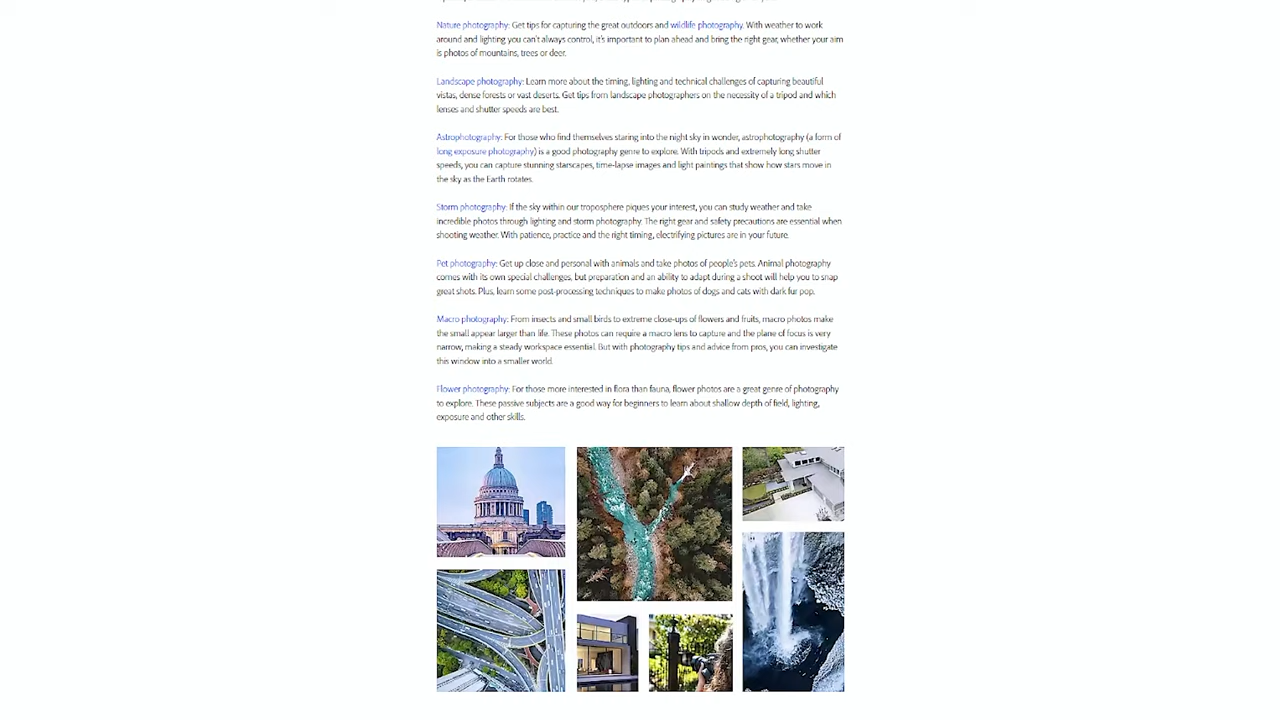 Nature photography: Get tips for capturing the great outdoors and wildlife photography. With weather to work
around and lighting you can't always control, it's important to plan ahead and bring the right gear, whether your aim
is photos of mountains, trees or deer.
Landscape photography: Learn more about the timing, lighting and technical challenges of capturing beautiful
vistas, dense forests or vast deserts. Get tips from landscape photographers on the necessity of a tripod and which
lenses and shutter speeds are best.
Astrophotography: For those who find themselves staring into the night sky in wonder, astrophotography (a form of
long exposure photography) is a good photography genre to explore. With tripods and extremely long shutter
speeds, you can capture stunning starscapes, time-lapse images and light paintings that show how stars move in
the sky as the Earth rotates.
Storm photography: If the sky within our troposphere piques your interest, you can study weather and take
incredible photos through lighting and storm photography. The right gear and safety precautions are essential when
shooting weather. With patience, practice and the right timing, electrifying pictures are in your future.
Pet photography: Get up close and personal with animals and take photos of people's pets. Animal photography
comes with its own special challenges, but preparation and an ability to adapt during a shoot will help you to snap
great shots. Plus, learn some post-processing techniques to make photos of dogs and cats with dark fur pop.
Macro photography: From insects and small birds to extreme close-ups of flowers and fruits, macro photos make
the small appear larger than life. These photos can require a macro lens to capture and the plane of focus is very
narrow, making a steady workspace essential. But with photography tips and advice from pros, you can investigate
this window into a smaller world.
Flower photography: For those more interested in flora than fauna, flower photos are a great genre of photography
to explore. These passive subjects are a good way for beginners to learn about shallow depth of field, lighting,
exposure and other skills.